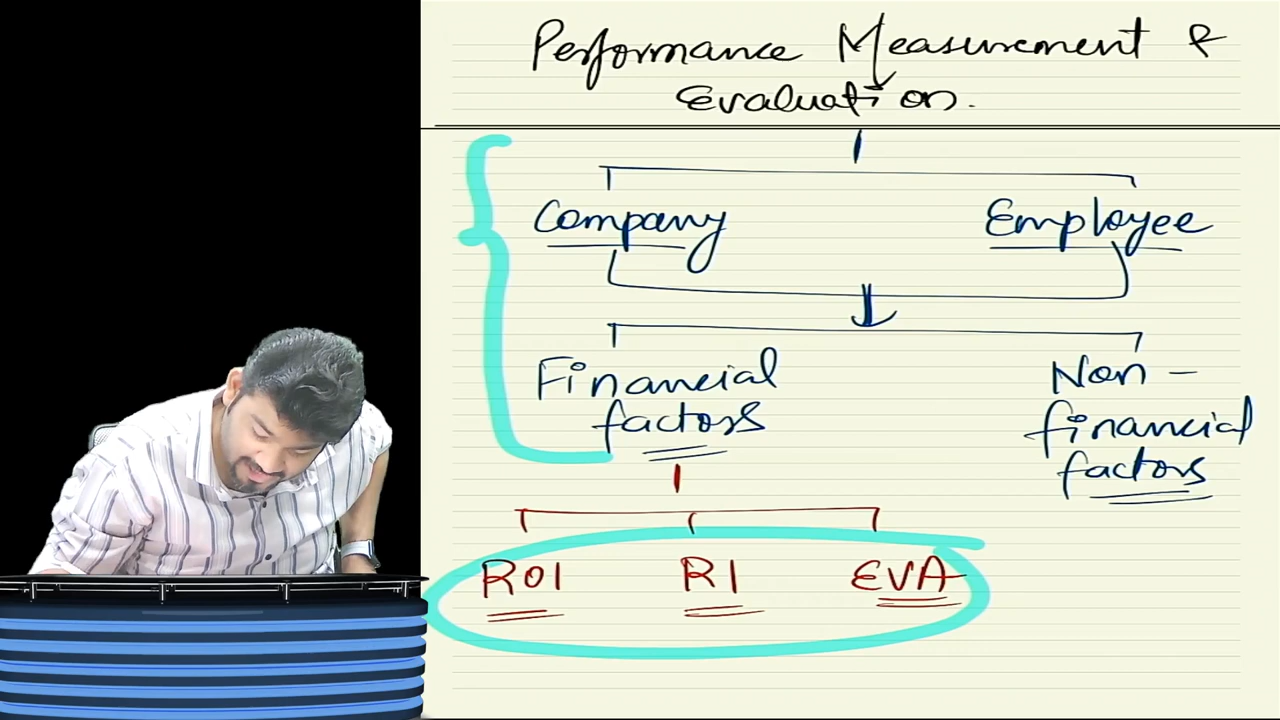 Performance Measurement &
Evaluation.
Company Employee
Financial factors
Non-financial factors
ROI RI EVA